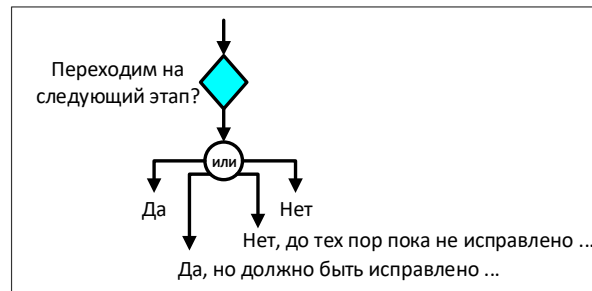 Переходим на
следующий этап?
или
Да
Нет
Нет, до тех пор пока не исправлено ...
Да, но должно быть исправлено ...